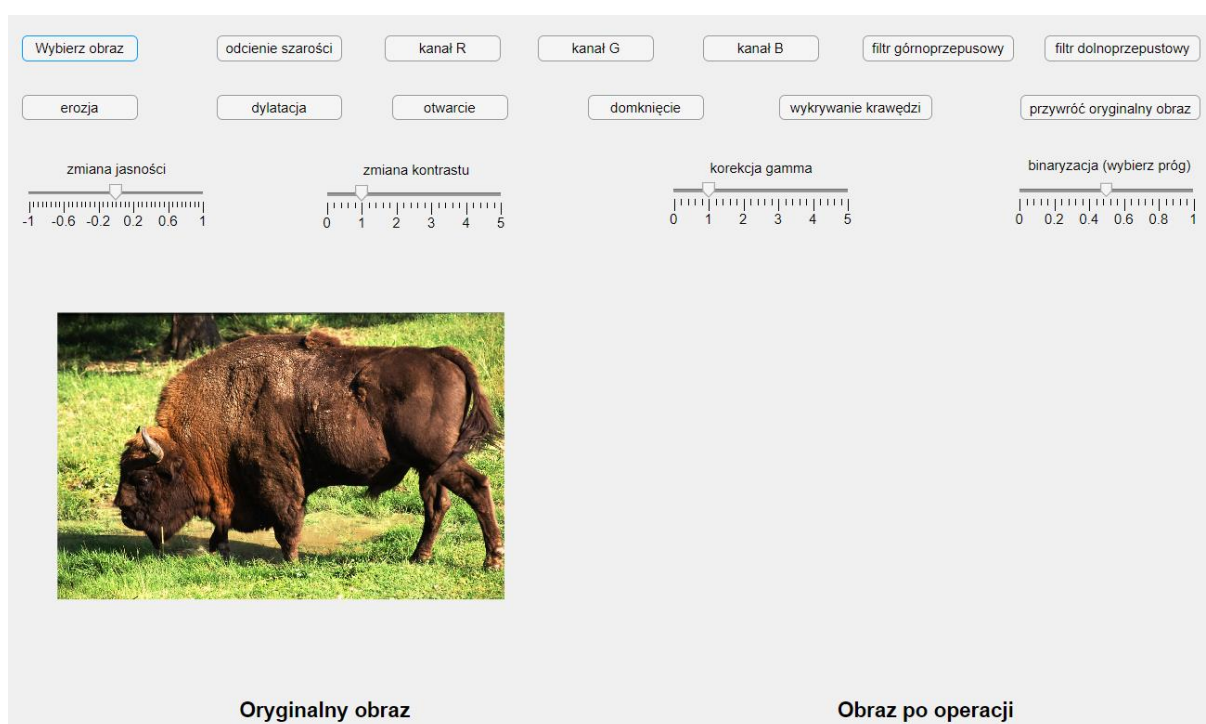 Wybierz obraz odcienie szarości kanał R kanał G kanał B filtr górnoprzepusowy filtr dolnoprzepustowy
erozja dylatacja otwarcie domknięcie wykrywanie krawędzi przywróć oryginalny obraz
zmiana jasności zmiana kontrastu korekcja gamma binaryzacja (wybierz próg)
-1 -0.6 -0.2 0.2 0.6 1 0 1 2 3 4 5 0 1 2 3 4 5 0 0.2 0.4 0.6 0.8 1
Oryginalny obraz Obraz po operacji